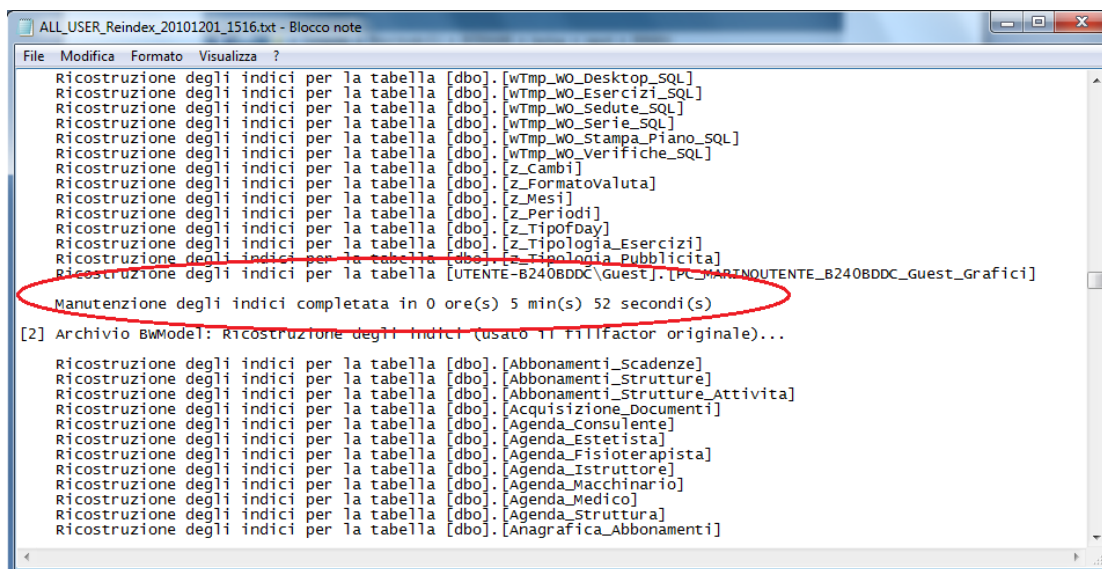 ALL_USER_Reindex_20101201_1516.txt - Blocco note
File Modifica Formato Visualizza ?
Ricostruzione degli indici per la tabella [dbo].[wTmp_WO_Desktop_SQL]
Ricostruzione degli indici per la tabella [dbo].[wTmp_WO_Esercizi_SQL]
Ricostruzione degli indici per la tabella [dbo].[wTmp_WO_Sedute_SQL]
Ricostruzione degli indici per la tabella [dbo].[wTmp_WO_Serie_SQL]
Ricostruzione degli indici per la tabella [dbo].[wTmp_WO_Stampa_Piano_SQL]
Ricostruzione degli indici per la tabella [dbo].[wTmp_WO_Verifiche_SQL]
Ricostruzione degli indici per la tabella [dbo].[z_Cambi]
Ricostruzione degli indici per la tabella [dbo].[z_FormatoValuta]
Ricostruzione degli indici per la tabella [dbo].[z_Mesi]
Ricostruzione degli indici per la tabella [dbo].[z_Periodi]
Ricostruzione degli indici per la tabella [dbo].[z_TipOfDay]
Ricostruzione degli indici per la tabella [dbo].[z_Tipologia_Esercizi]
Ricostruzione degli indici per la tabella [dbo].[z_Tipologia_Pubblicita]
Ricostruzione degli indici per la tabella [UTENTE-B240BDDC\Guest].[PC_MARINOUTENTE_B240BDDC_Guest_Grafici]
Manutenzione degli indici completata in 0 ore(s) 5 min(s) 52 secondi(s)
[2] Archivio BWModel: Ricostruzione degli indici (usato il fillfactor originale)...
Ricostruzione degli indici per la tabella [dbo].[Abbonamenti_Scadenze]
Ricostruzione degli indici per la tabella [dbo].[Abbonamenti_Strutture]
Ricostruzione degli indici per la tabella [dbo].[Abbonamenti_Strutture_Attivita]
Ricostruzione degli indici per la tabella [dbo].[Acquisizione_Documenti]
Ricostruzione degli indici per la tabella [dbo].[Agenda_Consulente]
Ricostruzione degli indici per la tabella [dbo].[Agenda_Estetista]
Ricostruzione degli indici per la tabella [dbo].[Agenda_Fisioterapista]
Ricostruzione degli indici per la tabella [dbo].[Agenda_Istruttore]
Ricostruzione degli indici per la tabella [dbo].[Agenda_Macchinario]
Ricostruzione degli indici per la tabella [dbo].[Agenda_Medico]
Ricostruzione degli indici per la tabella [dbo].[Agenda_Struttura]
Ricostruzione degli indici per la tabella [dbo].[Anagrafica_Abbonamenti]